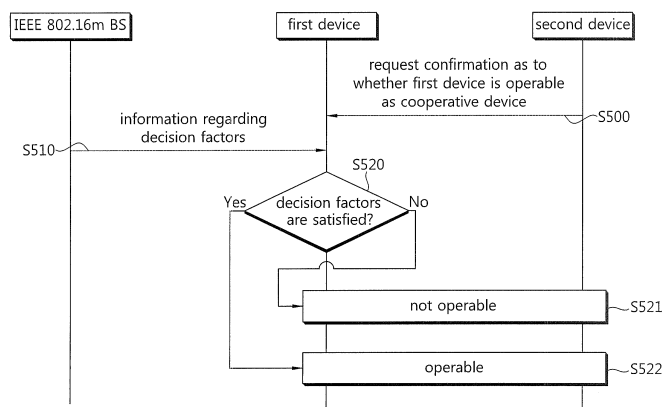 IEEE 802.16m BS
first device
second device
request confirmation as to
whether first device is operable
as cooperative device
S500
information regarding
decision factors
S510
S520
Yes
decision factors
are satisfied?
No
not operable
S521
operable
S522